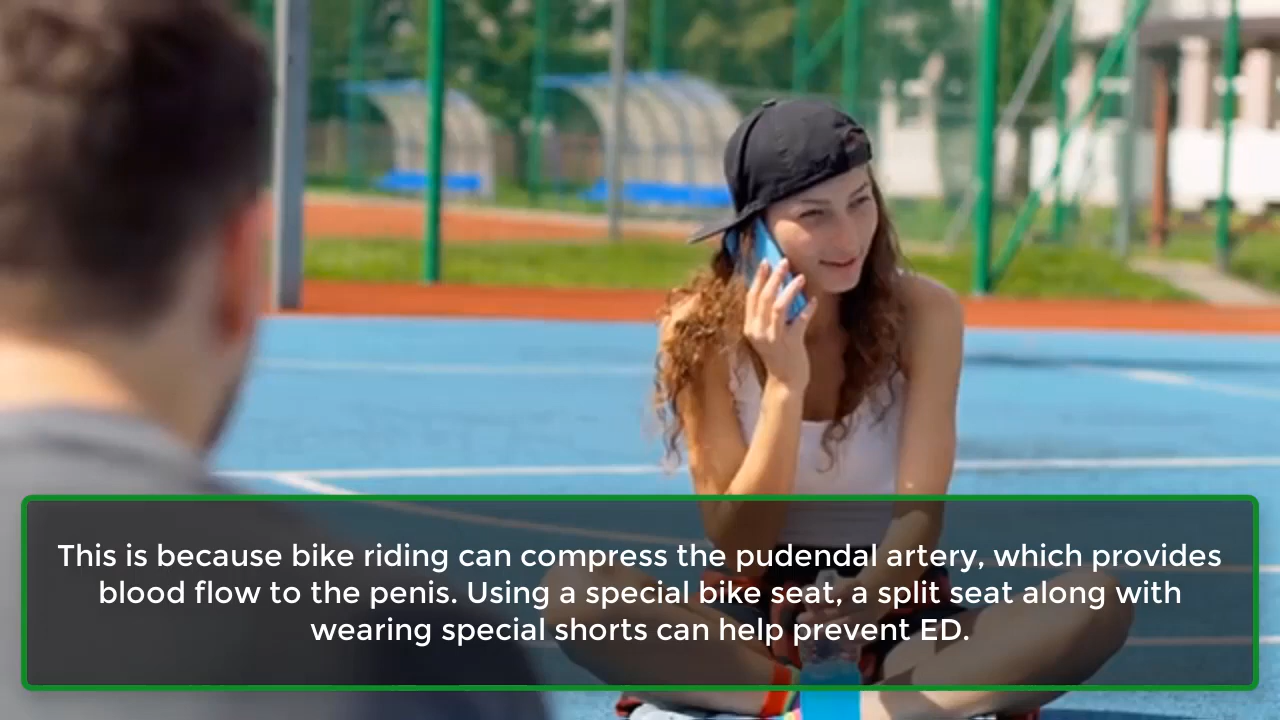 This is because bike riding can compress the pudendal artery, which provides
blood flow to the penis. Using a special bike seat, a split seat along with
wearing special shorts can help prevent ED.